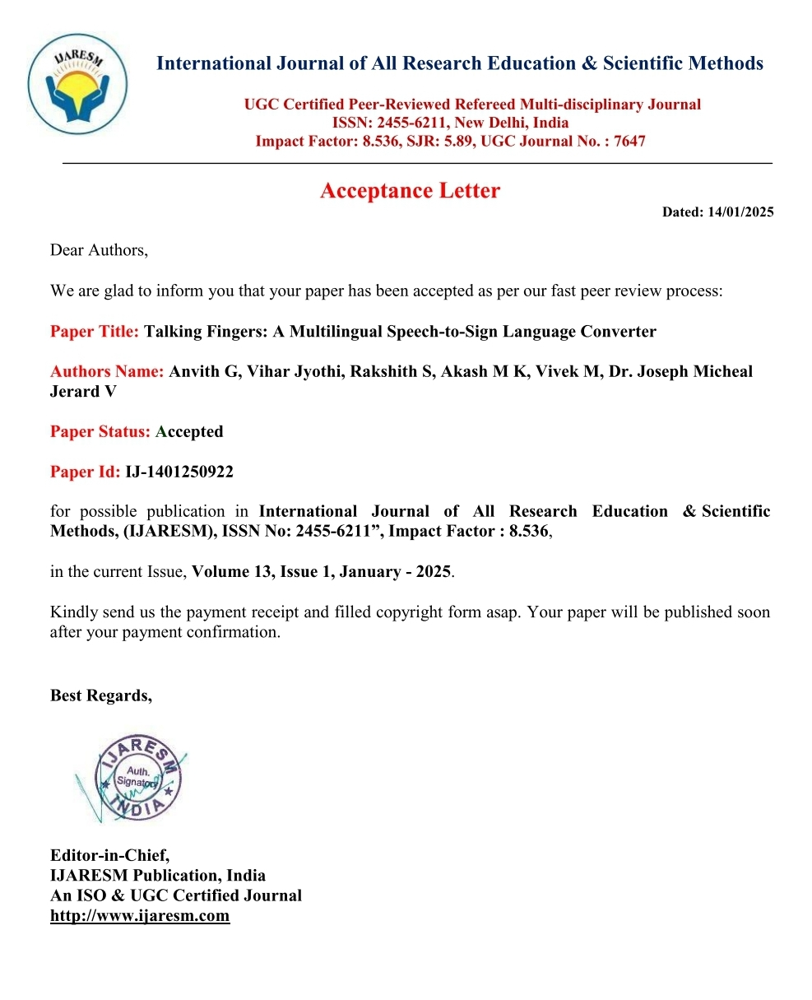 IJARESM
International Journal of All Research Education & Scientific Methods
UGC Certified Peer-Reviewed Refereed Multi-disciplinary Journal
ISSN: 2455-6211, New Delhi, India
Impact Factor: 8.536, SJR: 5.89, UGC Journal No. : 7647
Acceptance Letter
Dated: 14/01/2025
Dear Authors,
We are glad to inform you that your paper has been accepted as per our fast peer review process:
Paper Title: Talking Fingers: A Multilingual Speech-to-Sign Language Converter
Authors Name: Anvith G, Vihar Jyothi, Rakshith S, Akash M K, Vivek M, Dr. Joseph Micheal
Jerard V
Paper Status: Accepted
Paper Id: IJ-1401250922
for possible publication in International Journal of All Research Education & Scientific
Methods, (IJARESM), ISSN No: 2455-6211”, Impact Factor : 8.536,
in the current Issue, Volume 13, Issue 1, January - 2025.
Kindly send us the payment receipt and filled copyright form asap. Your paper will be published soon
after your payment confirmation.
Best Regards,
IJARESM
Auth.
Signatory
INDIA
Editor-in-Chief,
IJARESM Publication, India
An ISO & UGC Certified Journal
http://www.ijaresm.com